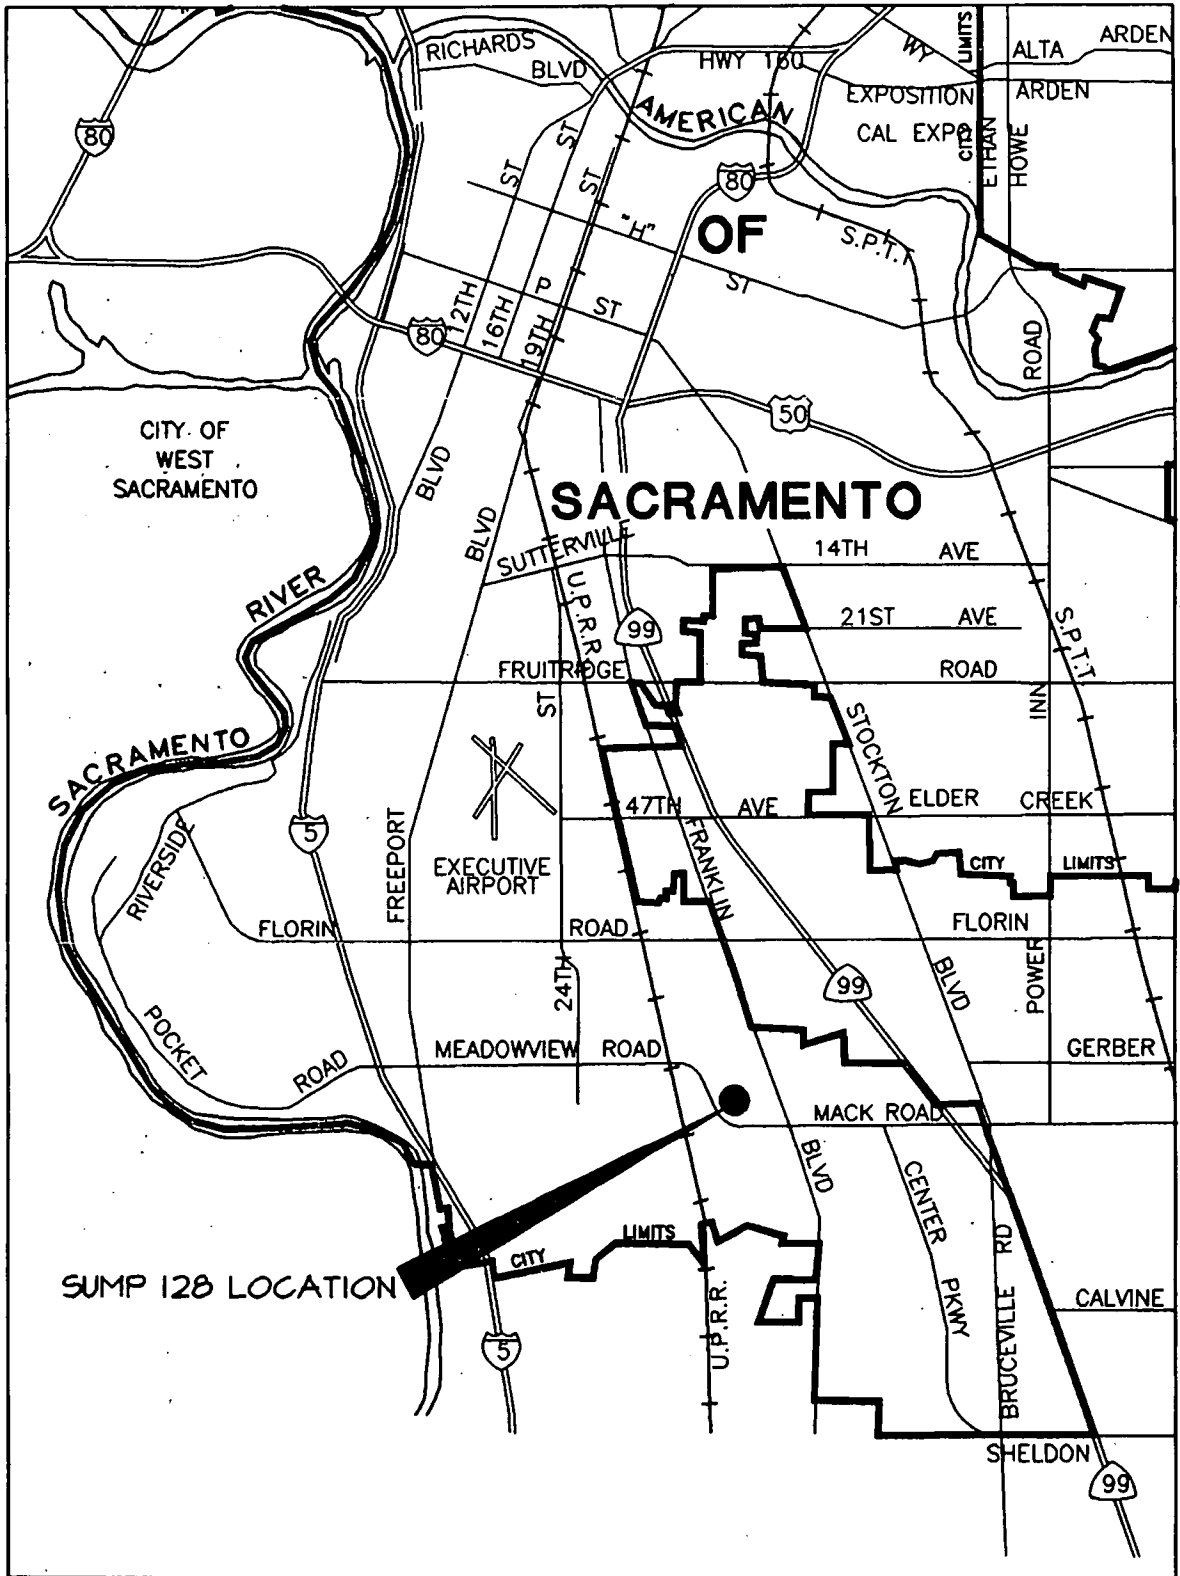 RICHARDS
BLVD
HWY 160
WY
CITY LIMITS
ALTA
ARDEN
EXPOSITION
ARDEN
AMERICAN
CAL EXPO
ETHAN
HOWE
80
80
ST
ST
ST
"H"
ST
OF
S.P.T.T
P
ST
12TH
16TH
19TH
80
ROAD
50
CITY OF
WEST
SACRAMENTO
BLVD
BLVD
SACRAMENTO
SUTTERVILLE
14TH AVE
RIVER
U.P.R.R
99
21ST AVE
S.P.T.T
FRUITRIDGE
ROAD
INN
ST
STOCKTON
SACRAMENTO
47TH AVE
ELDER CREEK
5
FREEPORT
FRANKLIN
RIVERSIDE
EXECUTIVE
AIRPORT
CITY LIMITS
FLORIN
ROAD
FLORIN
24TH
99
BLVD
POWER
POCKET
ROAD
MEADOWVIEW ROAD
GERBER
MACK ROAD
BLVD
CENTER
PKWY
BRUCEVILLE RD
CITY LIMITS
SUMP 128 LOCATION
U.P.R.R.
CALVINE
5
SHELDON
99